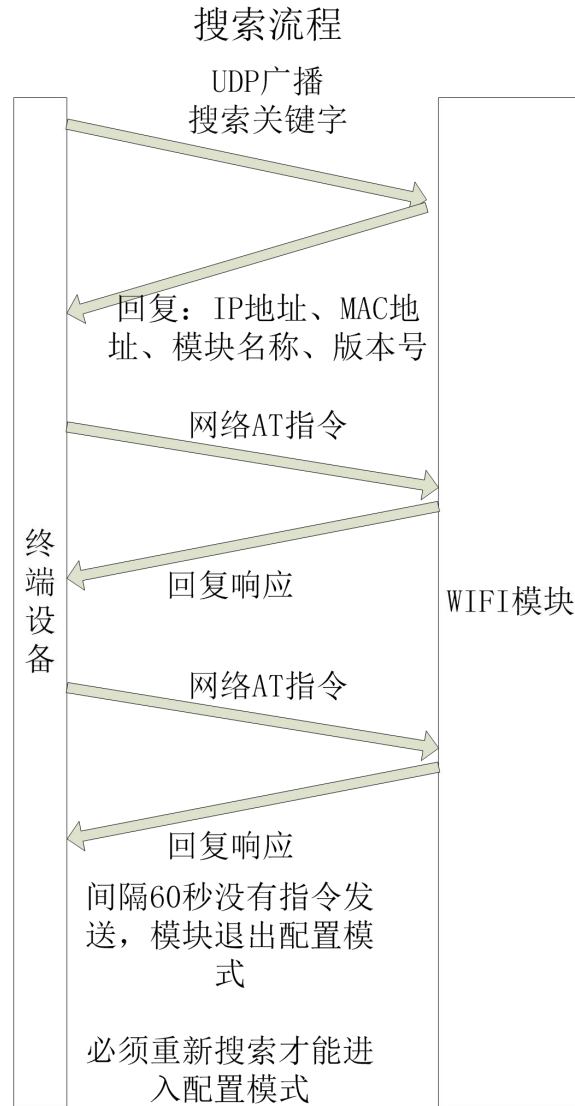 搜索流程
UDP广播
搜索关键字
回复：IP地址、MAC地
址、模块名称、版本号
网络AT指令
回复响应
终
端
设
备
WIFI模块
网络AT指令
回复响应
间隔60秒没有指令发
送，模块退出配置模
式
必须重新搜索才能进
入配置模式